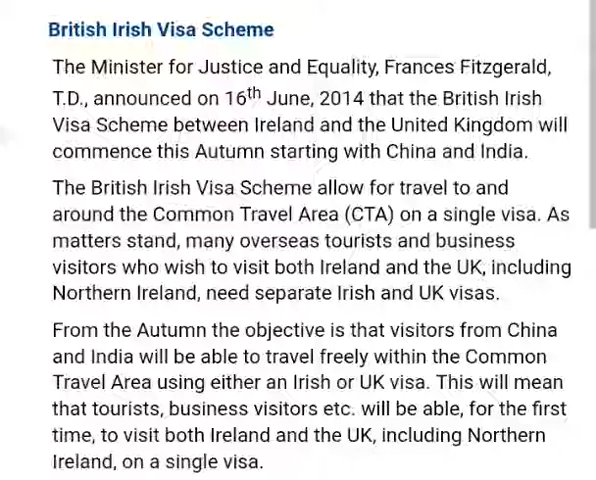 British Irish Visa Scheme
The Minister for Justice and Equality, Frances Fitzgerald,
T.D., announced on 16th June, 2014 that the British Irish
Visa Scheme between Ireland and the United Kingdom will
commence this Autumn starting with China and India.
The British Irish Visa Scheme allow for travel to and
around the Common Travel Area (CTA) on a single visa. As
matters stand, many overseas tourists and business
visitors who wish to visit both Ireland and the UK, including
Northern Ireland, need separate Irish and UK visas.
From the Autumn the objective is that visitors from China
and India will be able to travel freely within the Common
Travel Area using either an Irish or UK visa. This will mean
that tourists, business visitors etc. will be able, for the first
time, to visit both Ireland and the UK, including Northern
Ireland, on a single visa.